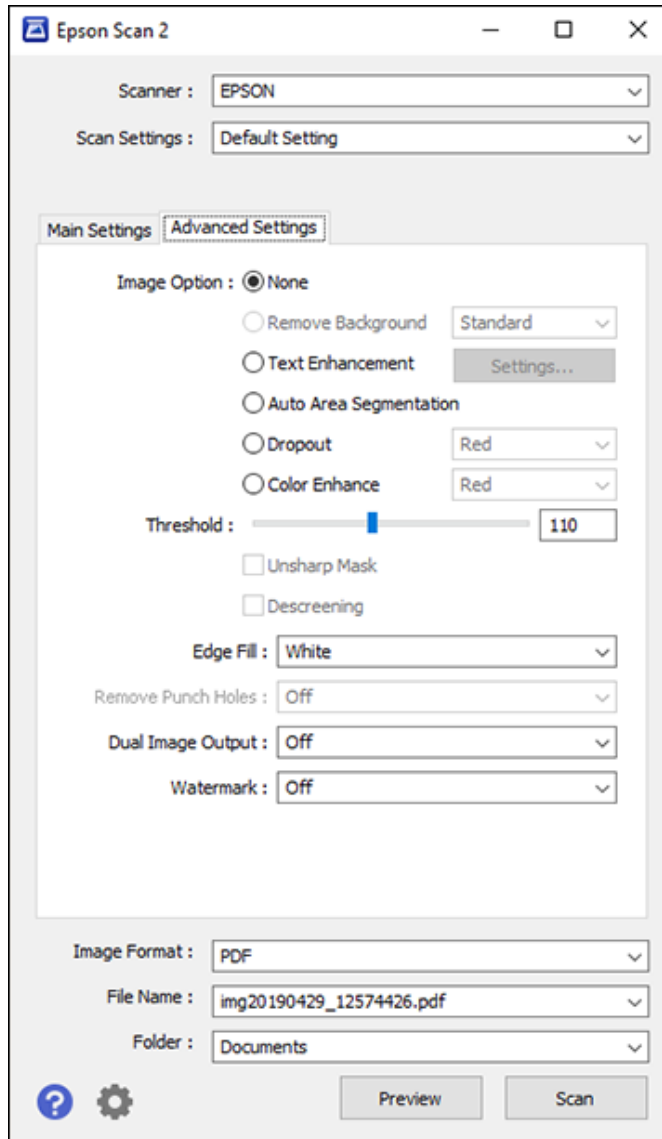 Epson Scan 2
Scanner : EPSON
Scan Settings : Default Setting
Main Settings Advanced Settings
Image Option : None
Remove Background Standard
Text Enhancement Settings...
Auto Area Segmentation
Dropout Red
Color Enhance Red
Threshold : 110
Unsharp Mask
Descreening
Edge Fill : White
Remove Punch Holes : Off
Dual Image Output : Off
Watermark : Off
Image Format : PDF
File Name : img20190429_12574426.pdf
Folder : Documents
? Preview Scan